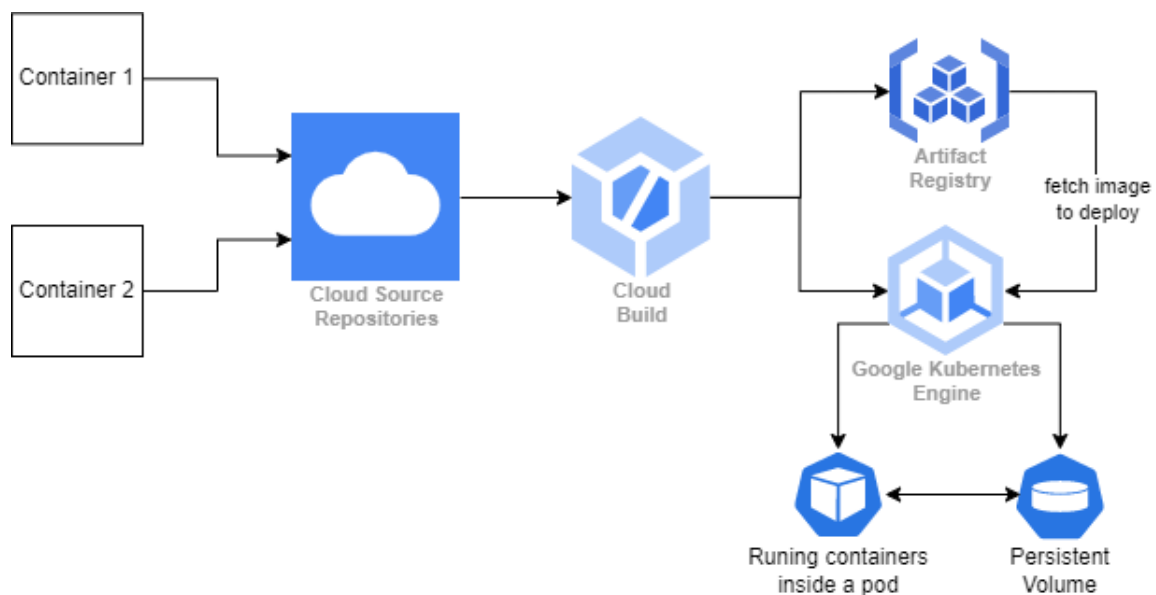 Container 1
Container 2
Cloud Source
Repositories
Cloud
Build
Artifact
Registry
fetch image
to deploy
Google Kubernetes
Engine
Runing containers
inside a pod
Persistent
Volume